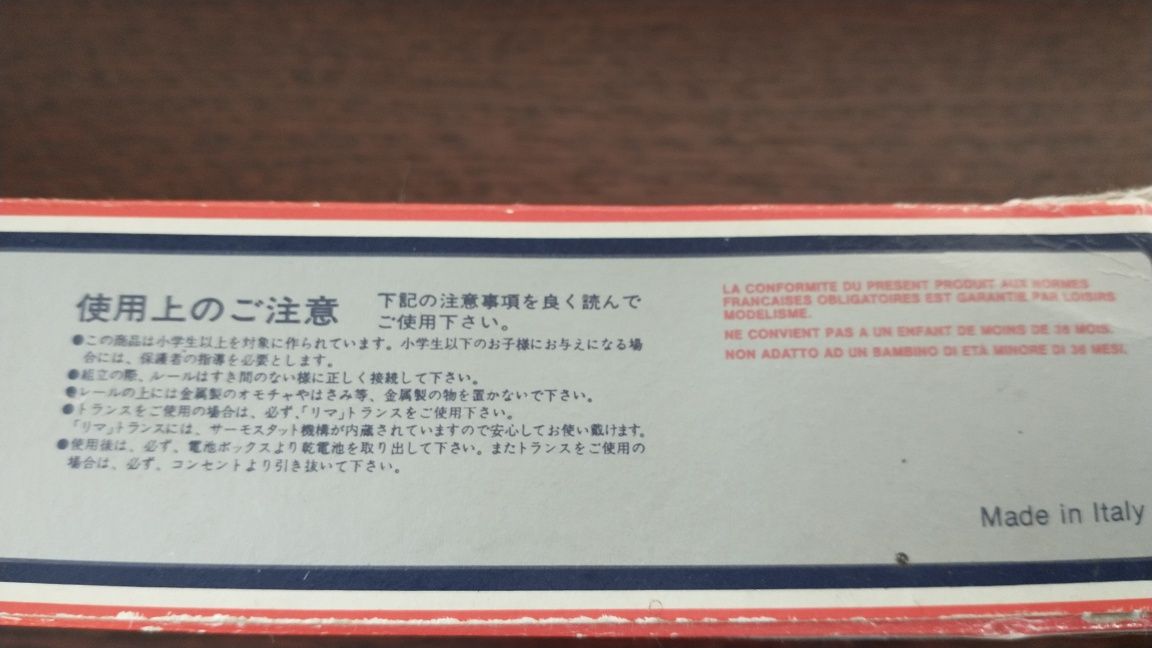 使用上のご注意
下記の注意事項を良く読んで
ご使用下さい。
●この商品は小学生以上を対象に作られています。小学生以下のお子様にお与えになる場
合には、保護者の指導を必要とします。
●組立の際、ルールはすき間のない様に正しく接続して下さい。
●レールの上には金属製のオモチャやはさみ等、金属製の物を置かないで下さい。
●トランスをご使用の場合は、必ず、「リマ」トランスをご使用下さい。
「リマ」トランスには、サーモスタット機構が内蔵されていますので安心してお使い戴けます。
●使用後は、必ず、電池ボックスより乾電池を取り出して下さい。またトランスをご使用の
場合は、必ず、コンセントより引き抜いて下さい。
LA CONFORMITE DU PRESENT PRODUIT AUX NORMES
FRANCAISES OBLIGATOIRES EST GARANTIE PAR LOISIRS
MODELISME.
NE CONVIENT PAS A UN ENFANT DE MOINS DE 36 MOIS.
NON ADATTO AD UN BAMBINO DI ETÀ MINORE DI 36 MESI.
Made in Italy